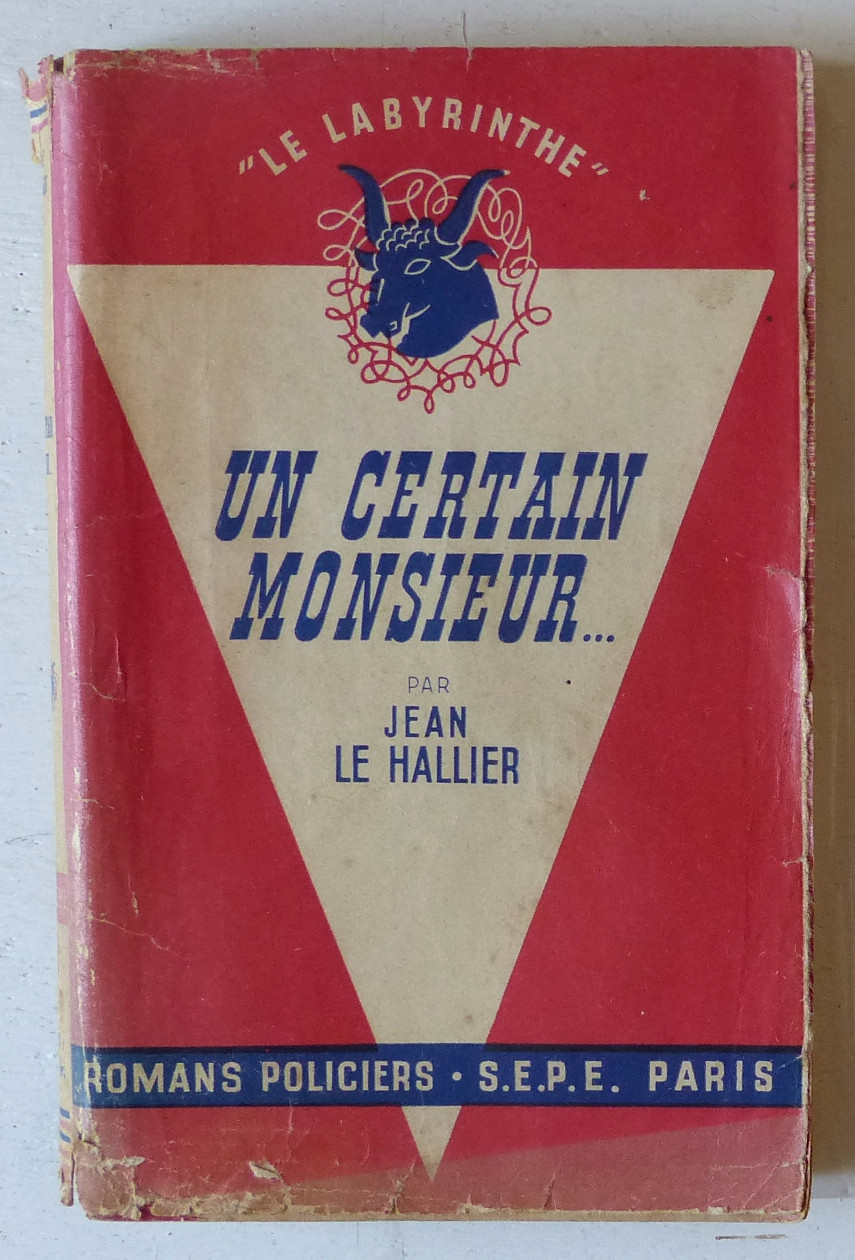 "LE LABYRINTHE"
UN CERTAIN
MONSIEUR...
PAR
JEAN
LE HALLIER
ROMANS POLICIERS • S.E.P.E. PARIS